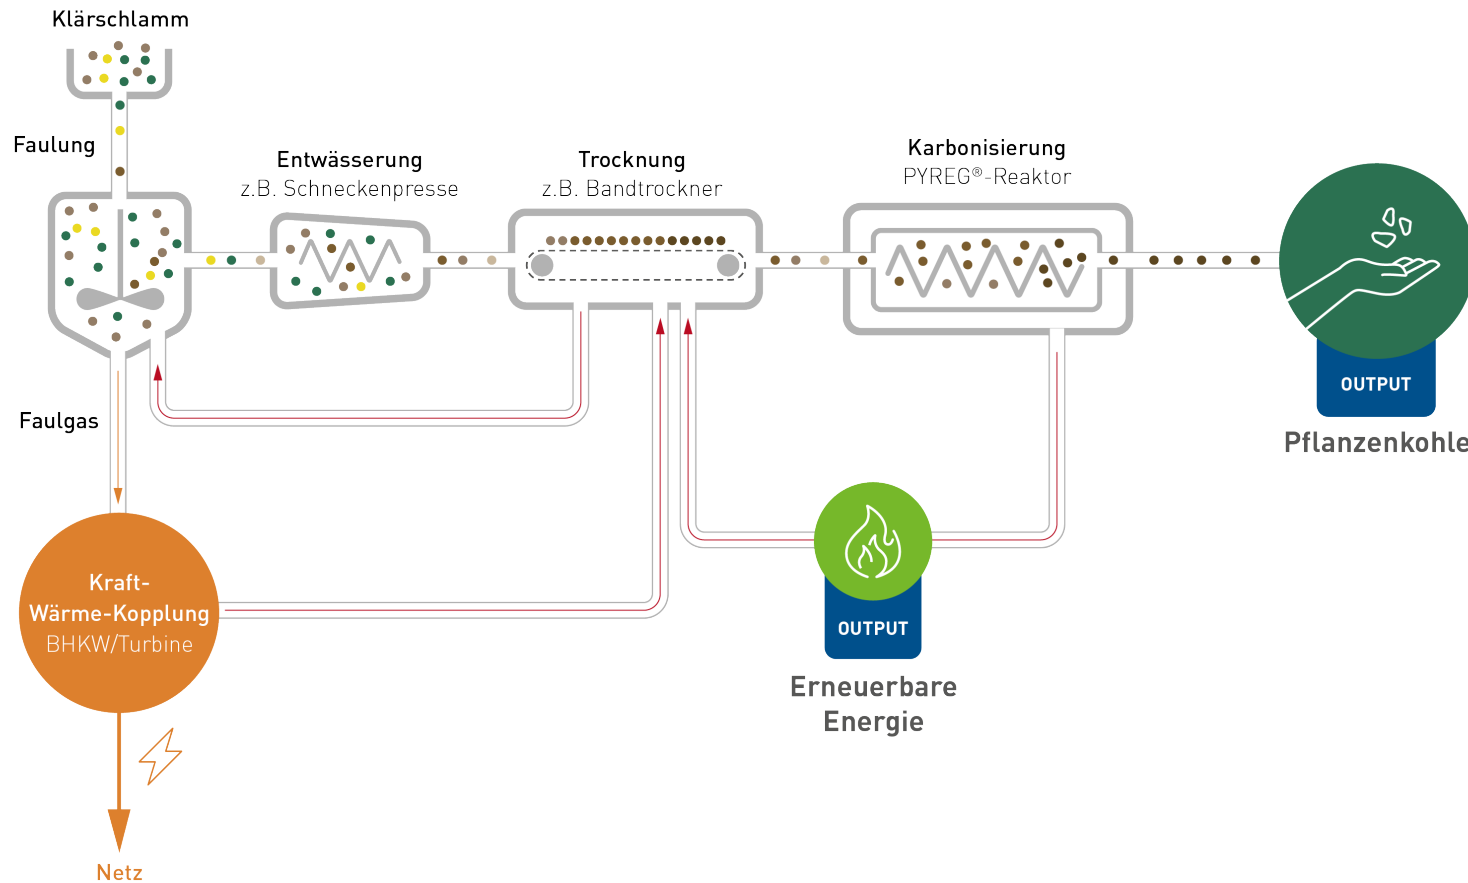 Klärschlamm
Faulung
Entwässerung
z.B. Schneckenpresse
Trocknung
z.B. Bandtrockner
Karbonisierung
PYREG®-Reaktor
OUTPUT
Pflanzenkohle
Faulgas
Kraft-
Wärme-Kopplung
BHKW/Turbine
OUTPUT
Erneuerbare
Energie
Netz